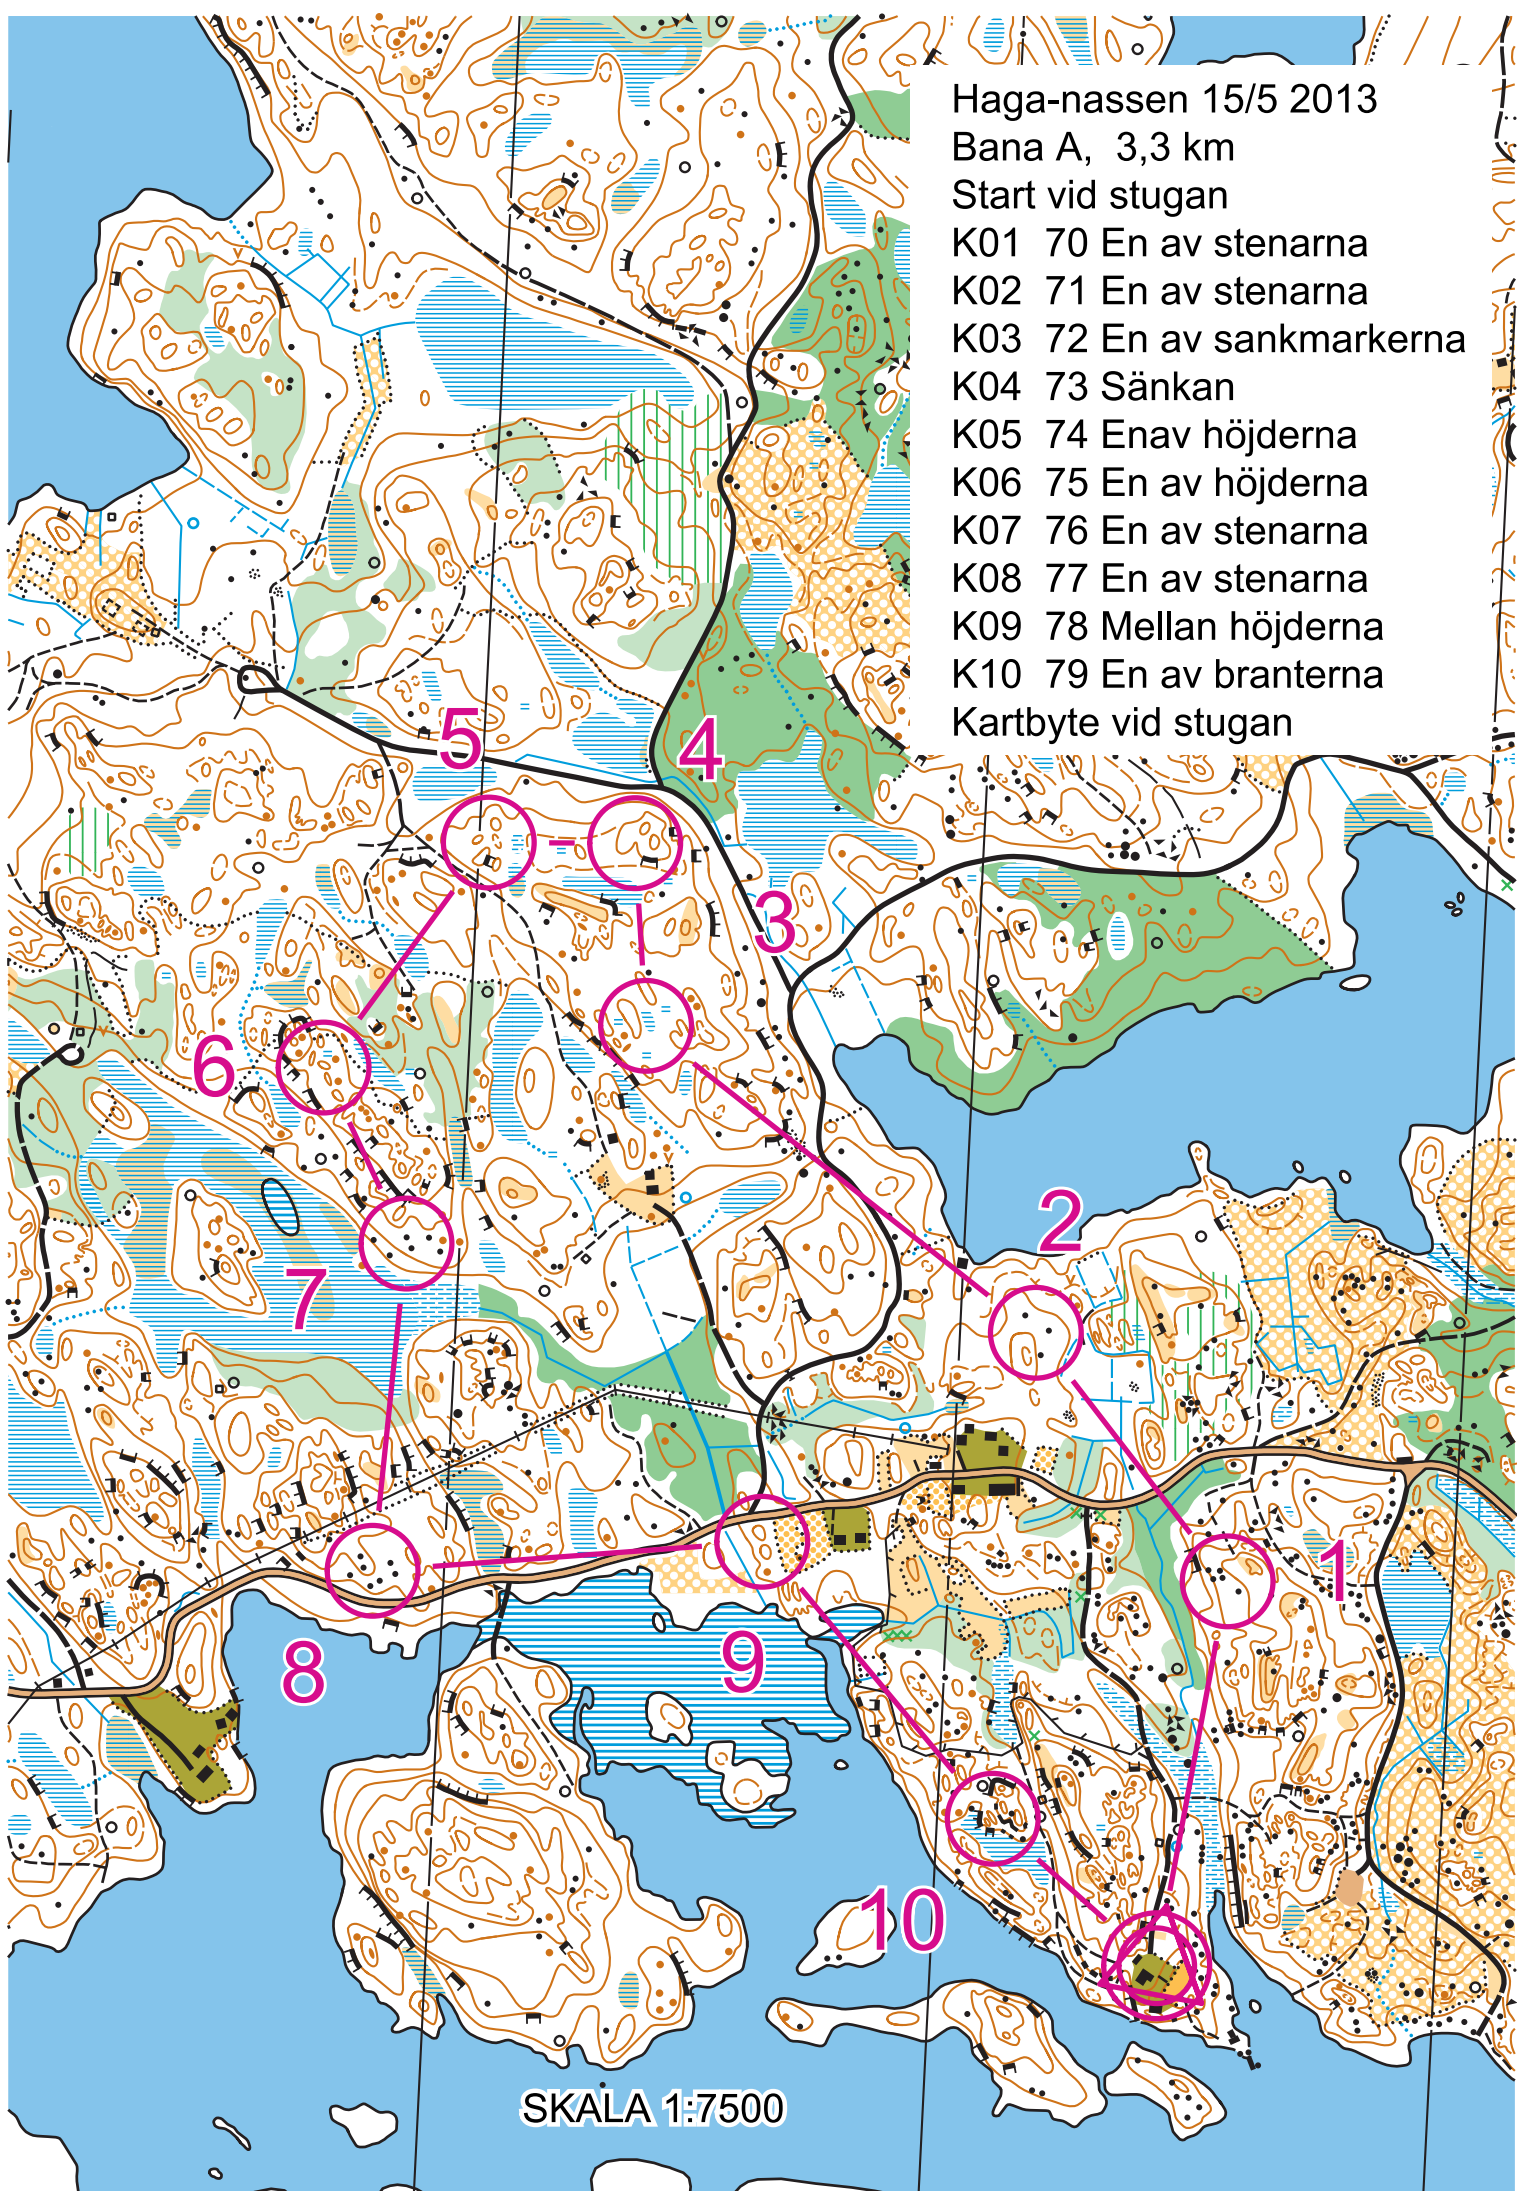 Haga-nassen 15/5 2013
Bana A, 3,3 km
Start vid stugan
K01 70 En av stenarna
K02 71 En av stenarna
K03 72 En av sankmarkerna
K04 73 Sänkan
K05 74 Enav höjderna
K06 75 En av höjderna
K07 76 En av stenarna
K08 77 En av stenarna
K09 78 Mellan höjderna
K10 79 En av branterna
Kartbyte vid stugan
5
4
3
6
2
7
1
8
9
10
SKALA 1:7500